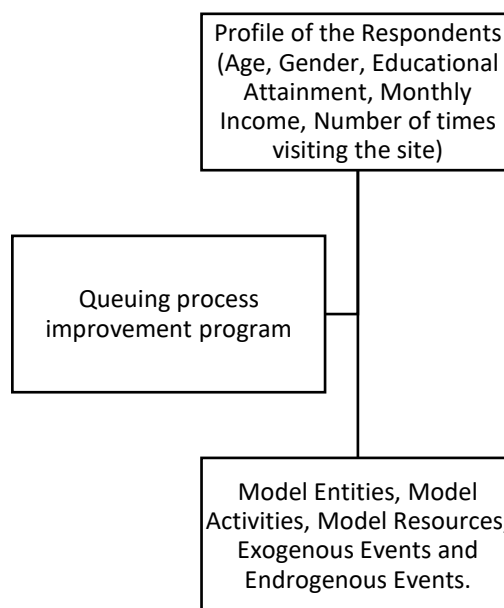 Profile of the Respondents
(Age, Gender, Educational
Attainment, Monthly
Income, Number of times
visiting the site)
Queuing process
improvement program
Model Entities, Model
Activities, Model Resources,
Exogenous Events and
Endrogenous Events.